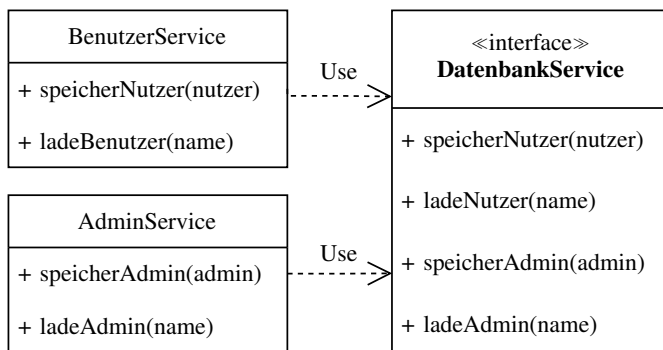 BenutzerService
+ speicherNutzer(nutzer)
+ ladeBenutzer(name)
Use
«interface»
DatenbankService
+ speicherNutzer(nutzer)
+ ladeNutzer(name)
+ speicherAdmin(admin)
+ ladeAdmin(name)
AdminService
+ speicherAdmin(admin)
+ ladeAdmin(name)
Use